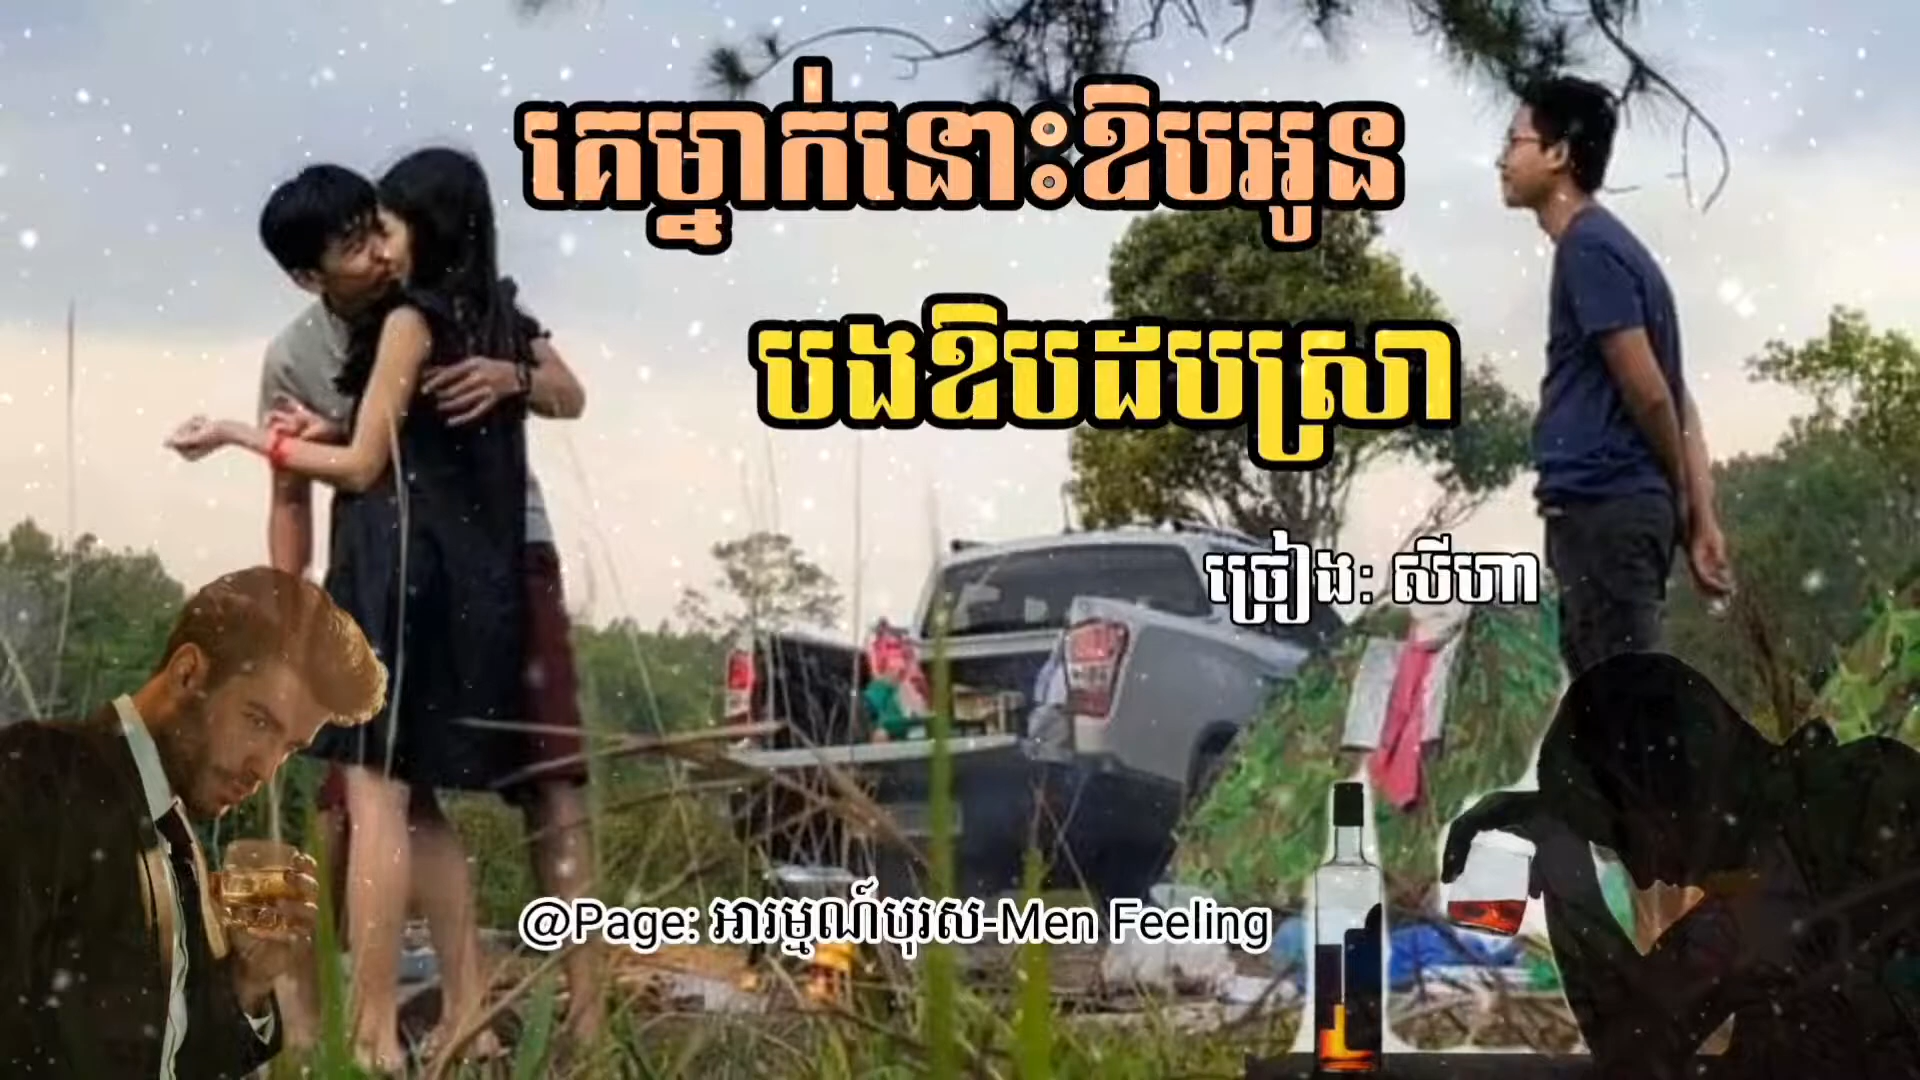 គេម្នាក់នោះឱបអូន
បងឱបដបស្រា
ច្រៀង: សីហា
@Page: អារម្មណ៍បុរស-Men Feeling